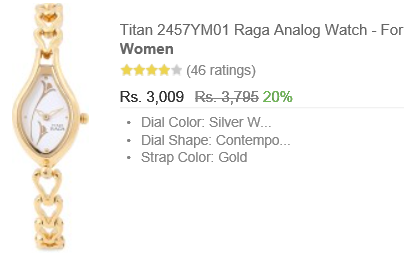 Titan 2457YM01 Raga Analog Watch - For
Women
(46 ratings)
Rs. 3,009 Rs. 3,795 20%
• Dial Color: Silver W...
• Dial Shape: Contempo...
• Strap Color: Gold
TITAN
RAGA